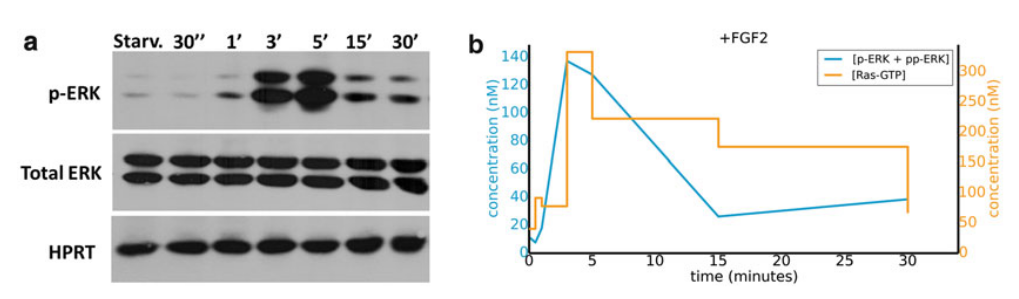 a
Starv. 30'' 1' 3' 5' 15' 30'
p-ERK
Total ERK
HPRT
b
+FGF2
[p-ERK + pp-ERK]
[Ras-GTP]
concentration (nM)
140
120
100
80
60
40
20
0
300
250
200
150
100
50
0
concentration (nM)
0 5 10 15 20 25 30
time (minutes)